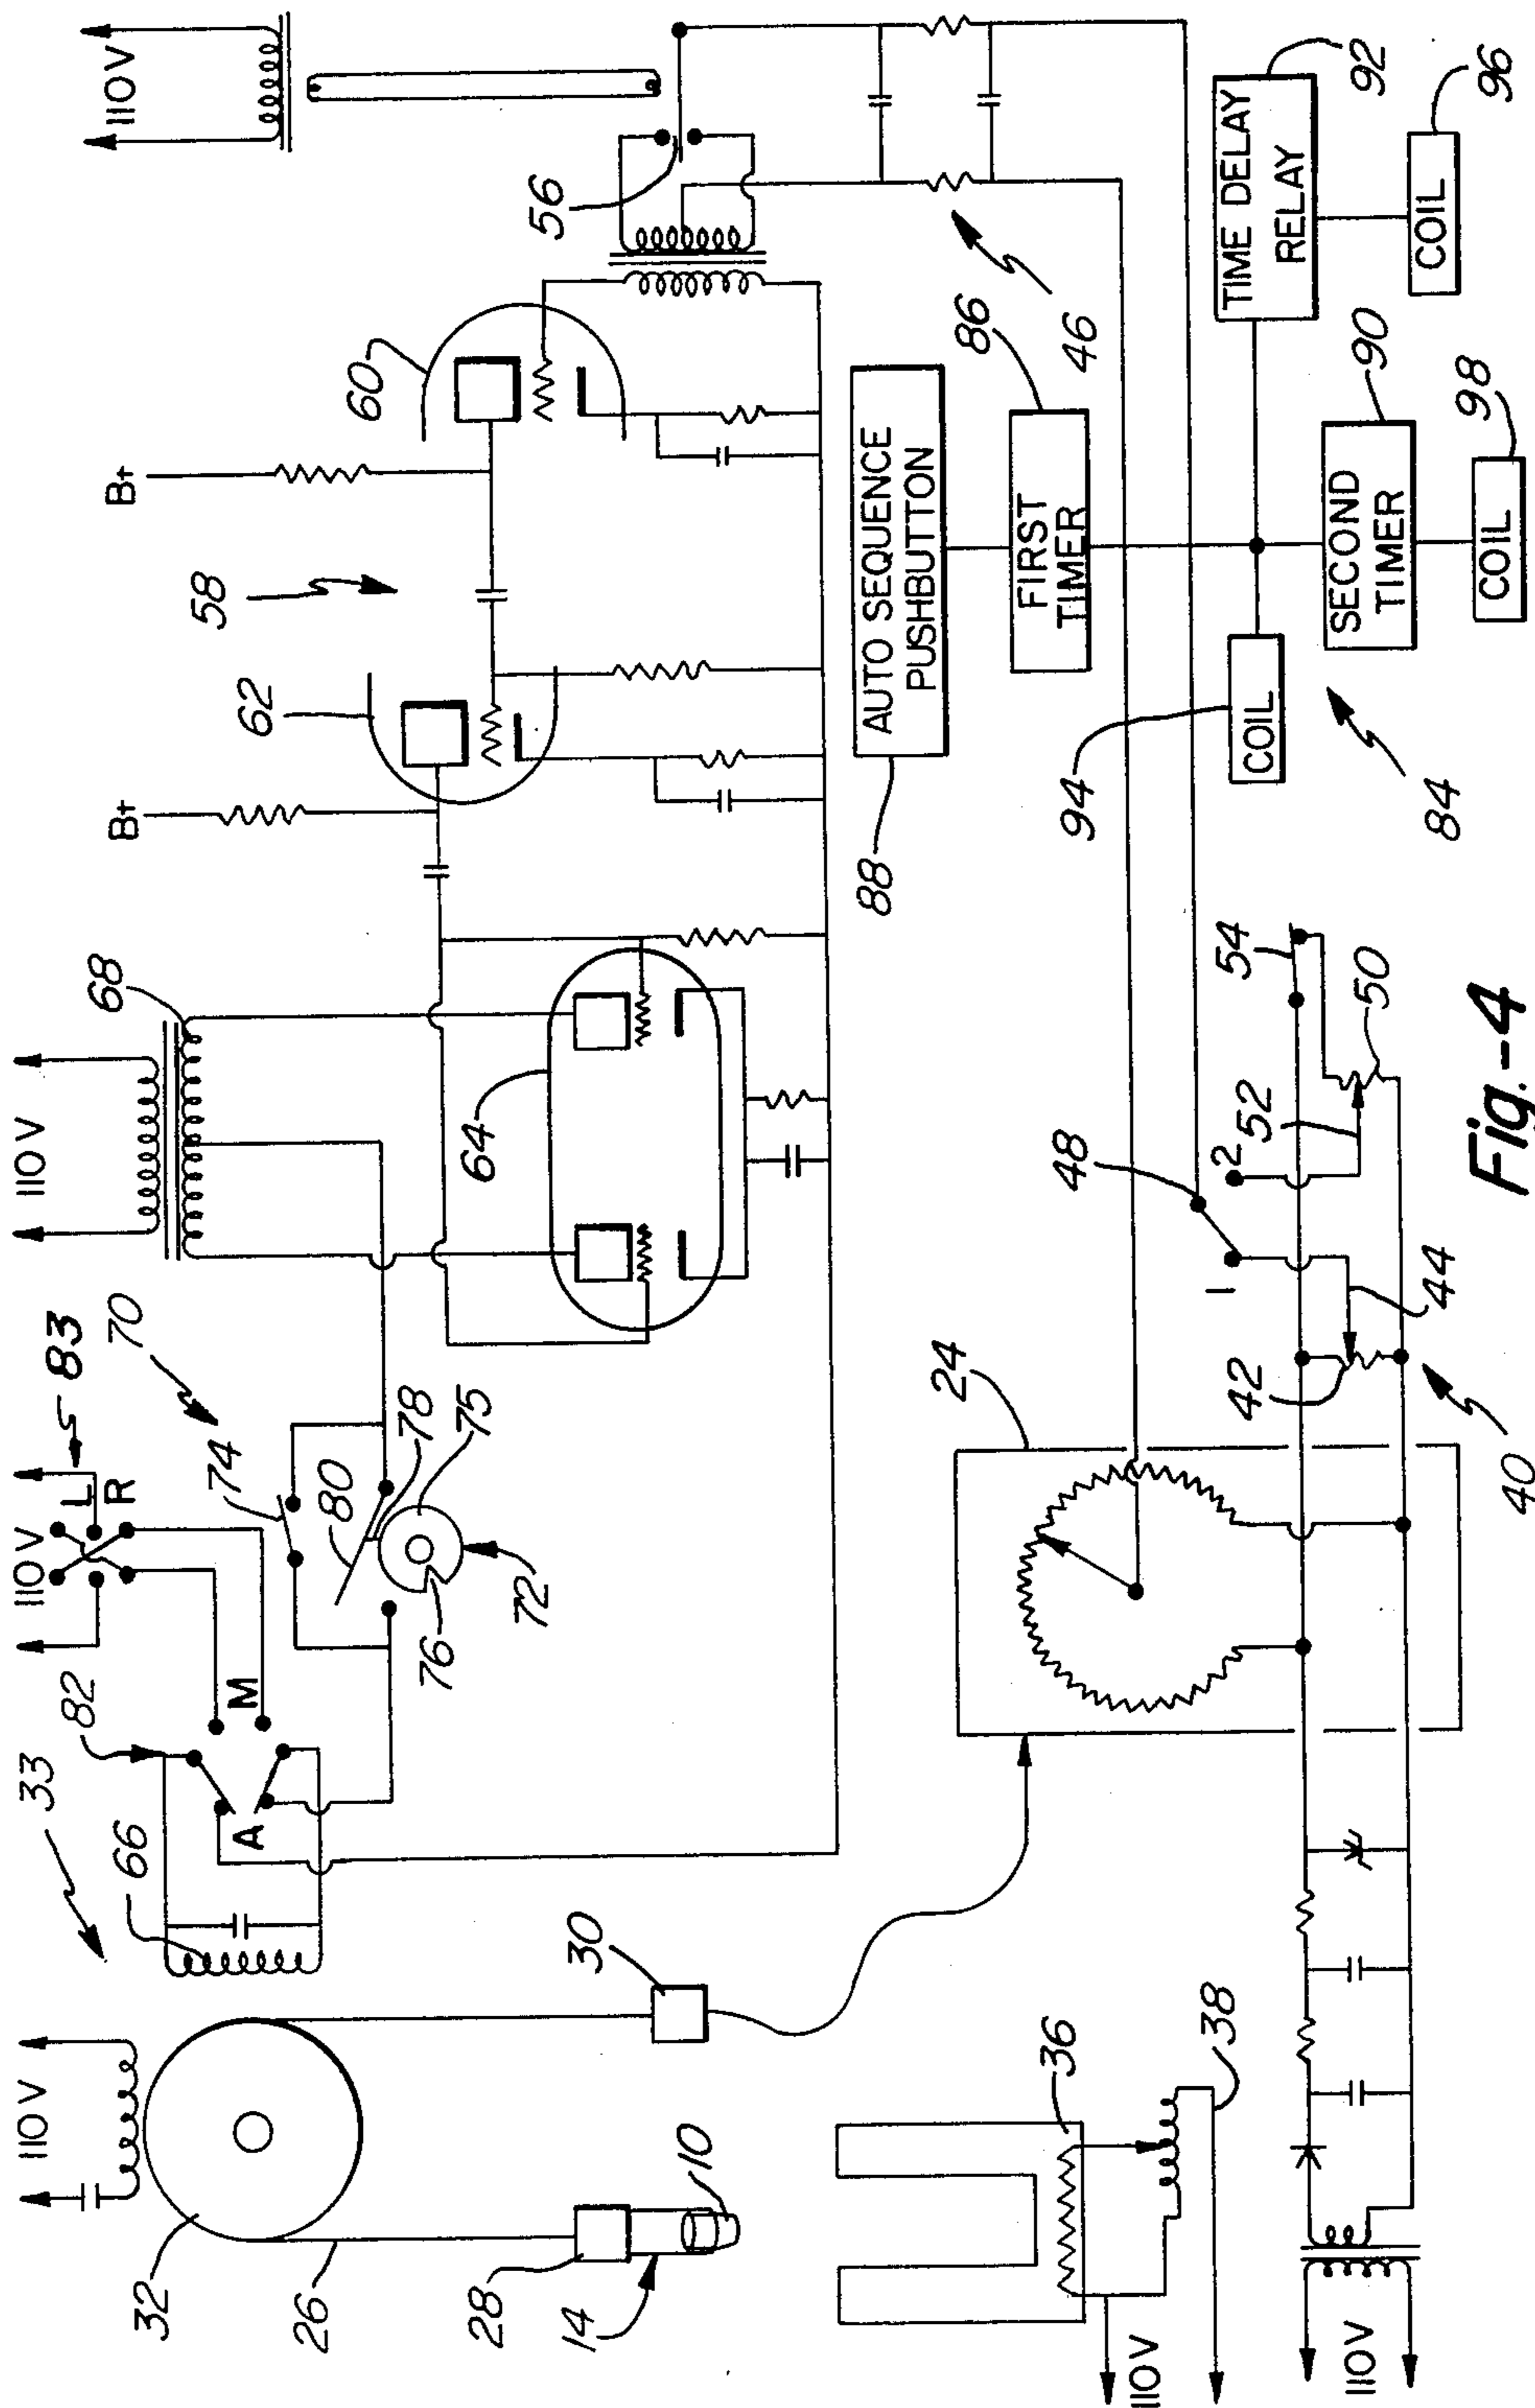 110V
110V
33
82
110V
83
L
R
70
74
80
78
75
76
72
A
M
66
110V
68
64
B+
62
58
B+
60
56
110V
32
26
28
14
10
30
36
38
110V
110V
24
42
40
44
1
2
48
52
54
50
88
AUTO SEQUENCE
PUSHBUTTON
86
FIRST
TIMER
46
94
COIL
84
SECOND
TIMER
90
COIL
98
TIME DELAY
RELAY
92
COIL
96
Fig.-4